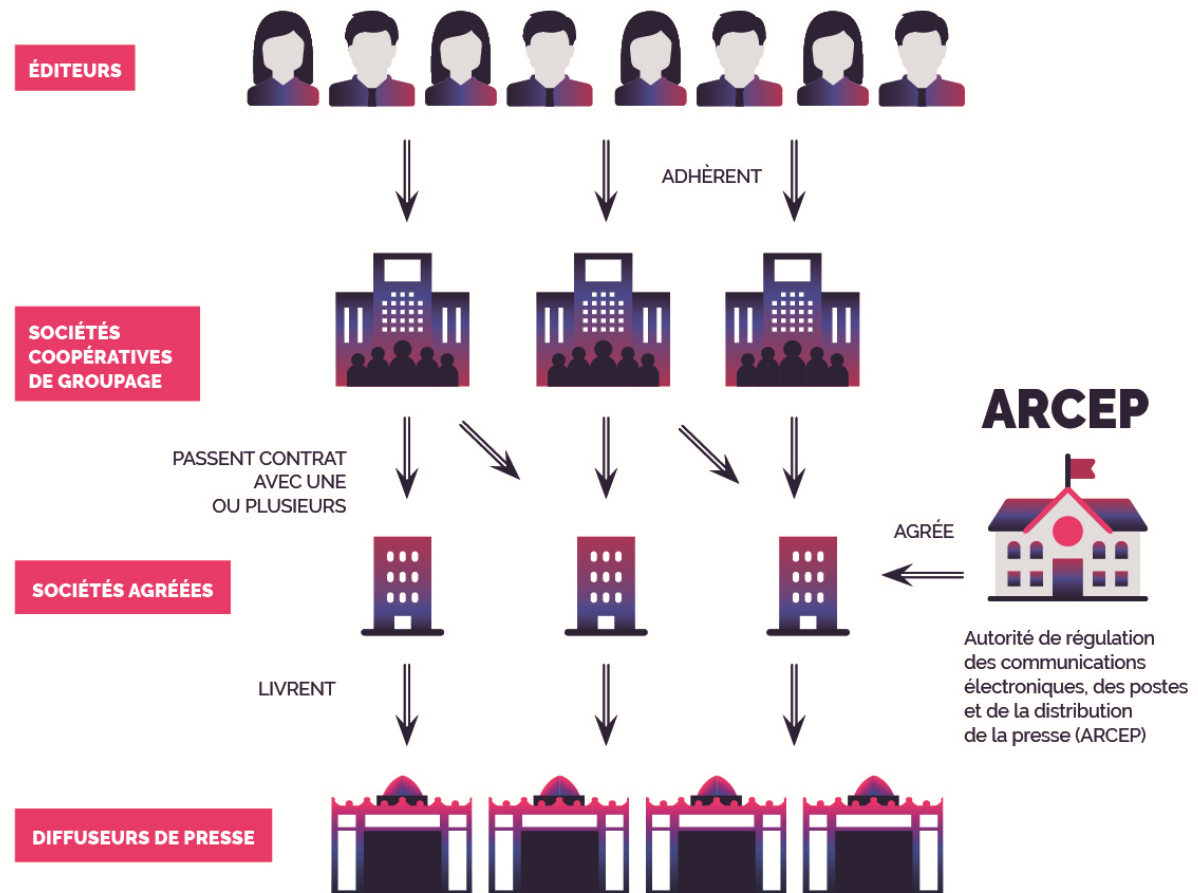 ÉDITEURS
ADHÈRENT
SOCIÉTÉS
COOPÉRATIVES
DE GROUPAGE
ARCEP
PASSENT CONTRAT
AVEC UNE
OU PLUSIEURS
AGRÉE
SOCIÉTÉS AGRÉÉES
Autorité de régulation
des communications
électroniques, des postes
et de la distribution
de la presse (ARCEP)
LIVRENT
DIFFUSEURS DE PRESSE